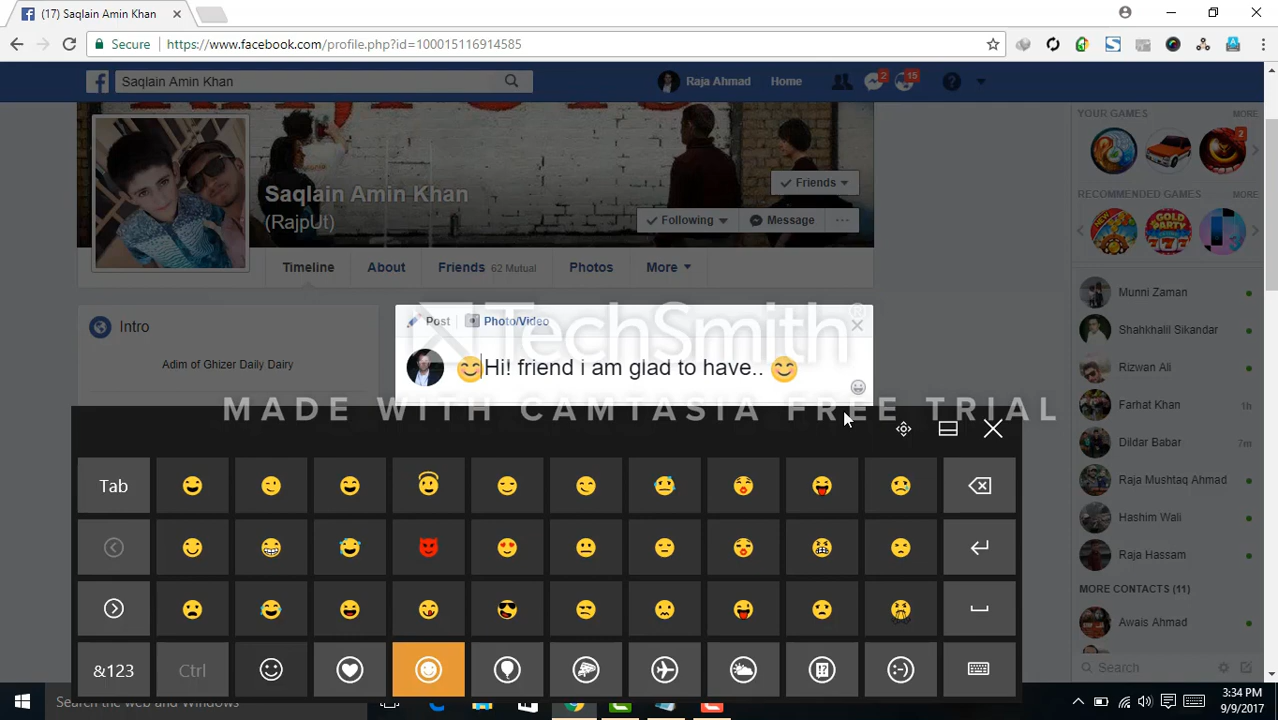 (17) Saqlain Amin Khan
Secure
https://www.facebook.com/profile.php?id=100015116914585
Saqlain Amin Khan
Raja Ahmad
Home
2
15
YOUR GAMES
MORE
2
RECOMMENDED GAMES
MORE
Saqlain Amin Khan
(RajpUt)
Friends
Following
Message
Timeline
About
Friends 62 Mutual
Photos
More
Intro
Adim of Ghizer Daily Dairy
Post
Photo/Video
TechSmith
😊Hi! friend i am glad to have.. 😊
MADE WITH CAMTASIA FREE TRIAL
Munni Zaman
Shahkhalil Sikandar
Rizwan Ali
Farhat Khan
1h
Dildar Babar
7m
Raja Mushtaq Ahmad
Hashim Wali
Raja Hassam
MORE CONTACTS (11)
Awais Ahmad
Search
Tab
&123
Ctrl
Search the web and Windows
3:34 PM
9/9/2017